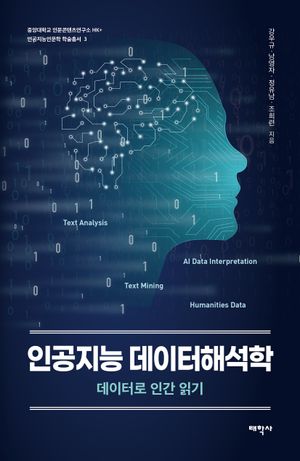 중앙대학교 인문콘텐츠연구소 HK+
인공지능인문학 학술총서 3
강우규·남영자·정유남·조희련 지음
Text Analysis
AI Data Interpretation
Text Mining
Humanities Data
인공지능 데이터해석학
데이터로 인간 읽기
태학사